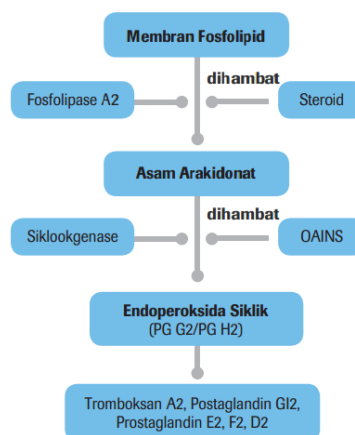 Membran Fosfolipid
dihambat
Fosfolipase A2
Steroid
Asam Arakidonat
dihambat
Siklookgenase
OAINS
Endoperoksida Siklik
(PG G2/PG H2)
Tromboksan A2, Postaglandin GI2,
Prostaglandin E2, F2, D2